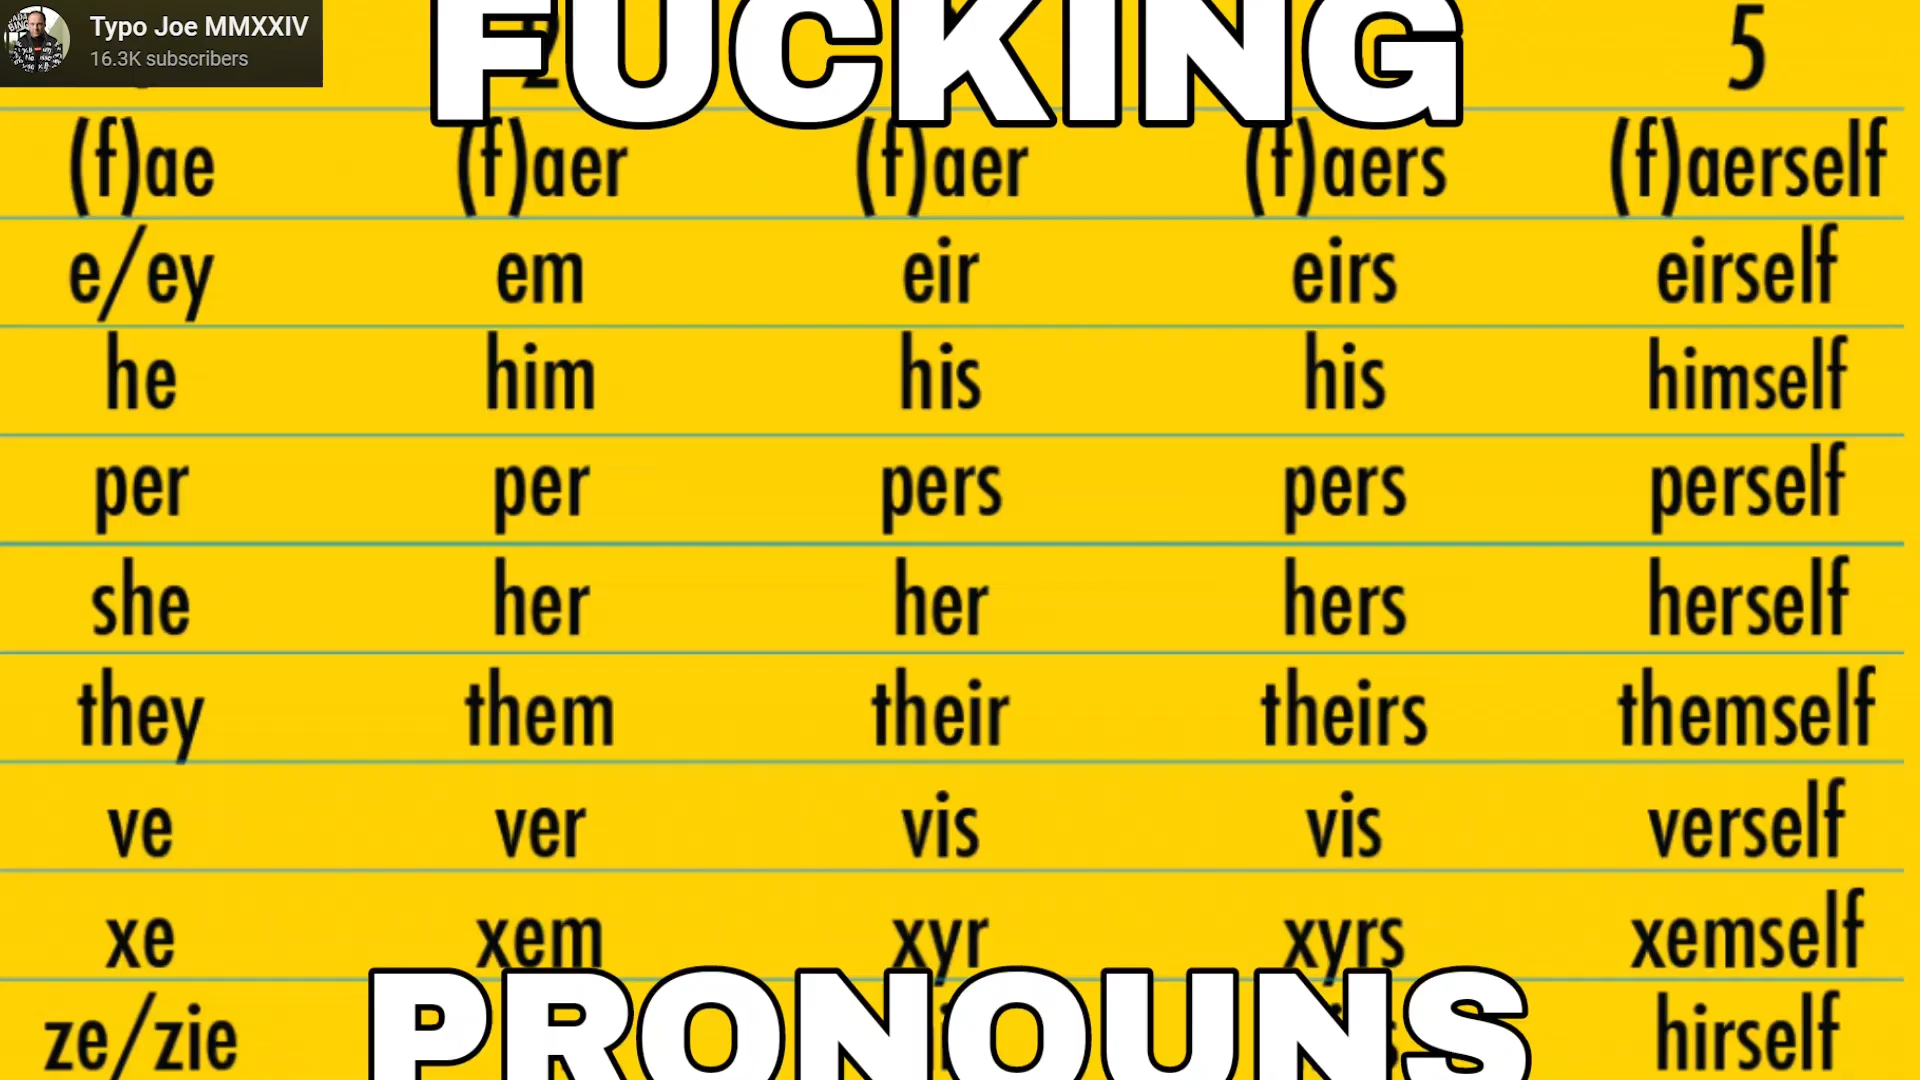 Typo Joe MMXXIV
16.3K subscribers
FUCKING
2 5
(f)ae (f)aer (f)aer (f)aers (f)aerself
e/ey em eir eirs eirself
he him his his himself
per per pers pers perself
she her her hers herself
they them their theirs themself
ve ver vis vis verself
xe xem xyr xyrs xemself
ze/zie hirself
PRONOUNS